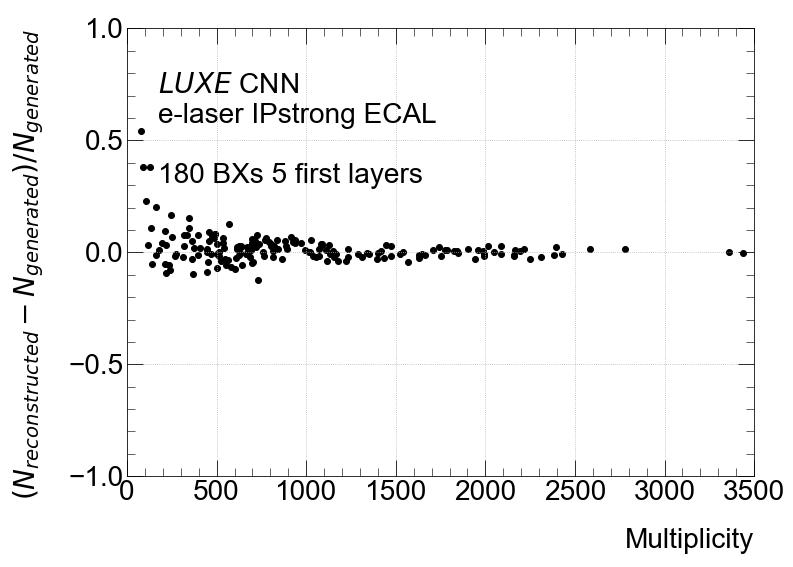 (N_reconstructed − N_generated)/N_generated
1.0
0.5
0.0
−0.5
−1.0
LUXE CNN
e-laser IPstrong ECAL
180 BXs 5 first layers
0 500 1000 1500 2000 2500 3000 3500
Multiplicity